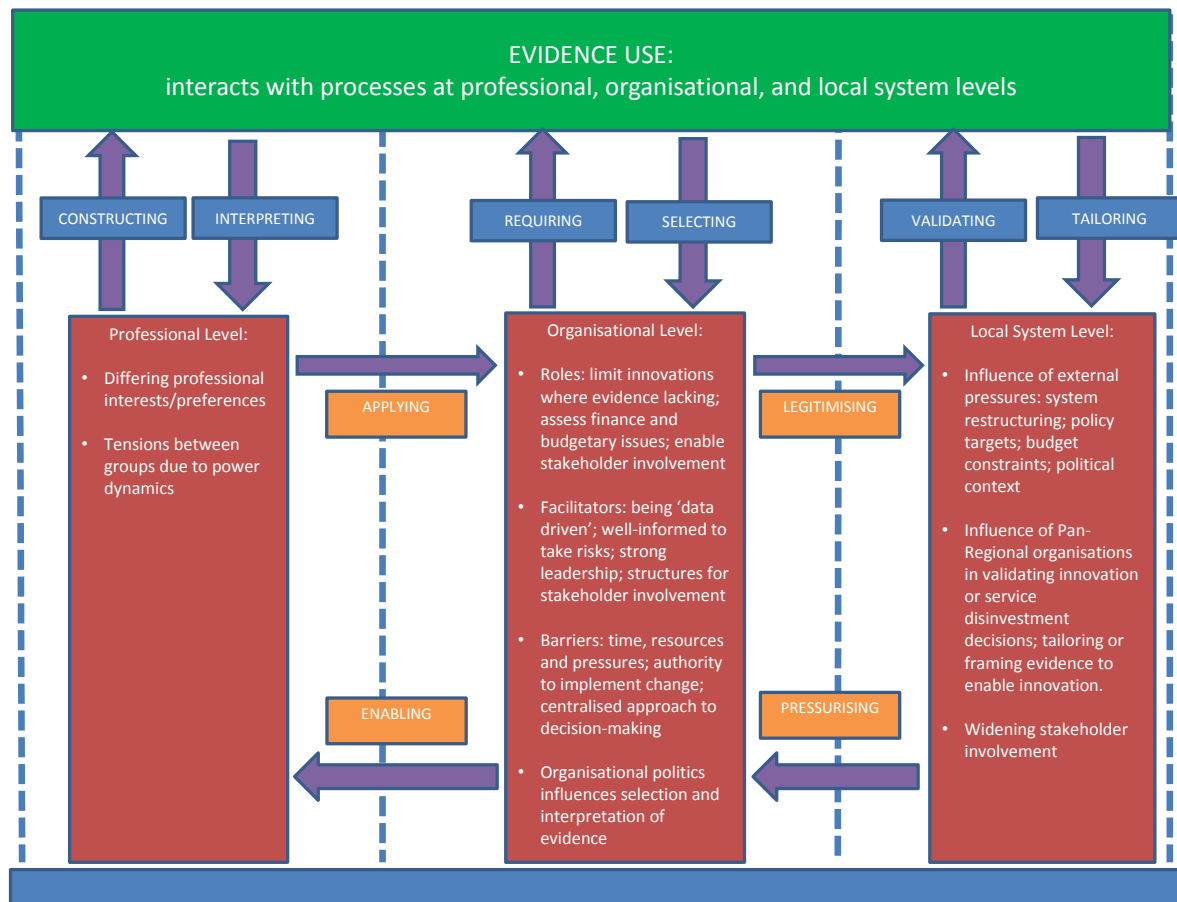 EVIDENCE USE:
interacts with processes at professional, organisational, and local system levels
CONSTRUCTING
INTERPRETING
REQUIRING
SELECTING
VALIDATING
TAILORING
Professional Level:
• Differing professional
interests/preferences
• Tensions between
groups due to power
dynamics
APPLYING
ENABLING
Organisational Level:
• Roles: limit innovations
where evidence lacking;
assess finance and
budgetary issues; enable
stakeholder involvement
• Facilitators: being ‘data
driven’; well-informed to
take risks; strong
leadership; structures for
stakeholder involvement
• Barriers: time, resources
and pressures; authority
to implement change;
centralised approach to
decision-making
• Organisational politics
influences selection and
interpretation of
evidence
LEGITIMISING
PRESSURISING
Local System Level:
• Influence of external
pressures: system
restructuring; policy
targets; budget
constraints; political
context
• Influence of Pan-
Regional organisations
in validating innovation
or service
disinvestment
decisions; tailoring or
framing evidence to
enable innovation.
• Widening stakeholder
involvement